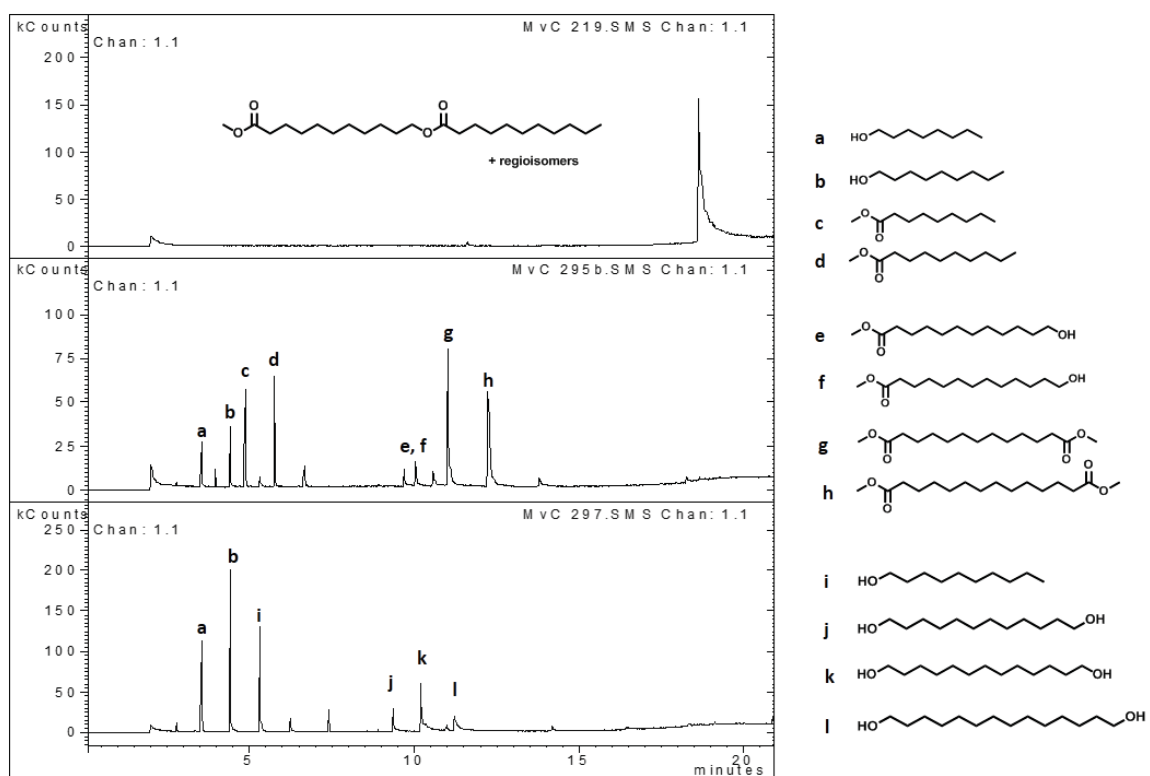 kCounts
MvC 219.SMS Chan: 1.1
Chan: 1.1
200
150
100
50
0
O
O
O
O
+ regioisomers
kCounts
MvC 295b.SMS Chan: 1.1
Chan: 1.1
100
75
50
25
0
a
b
c
d
e, f
g
h
kCounts
MvC 297.SMS Chan: 1.1
Chan: 1.1
250
200
150
100
50
0
a
b
i
j
k
l
5
10
15
20
minutes
a
HO
b
HO
c
O
O
d
O
O
e
O
O
OH
f
O
O
OH
g
O
O
O
O
h
O
O
O
O
i
HO
j
HO
OH
k
HO
OH
l
HO
OH